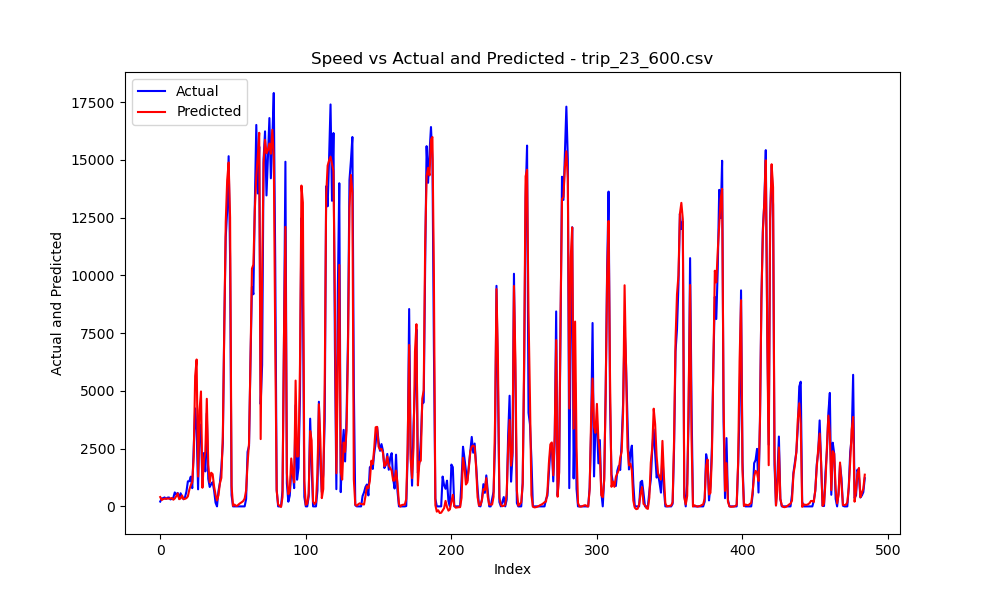 Speed vs Actual and Predicted - trip_23_600.csv
Actual
Predicted
17500
15000
12500
10000
7500
5000
2500
0
Actual and Predicted
0 100 200 300 400 500
Index